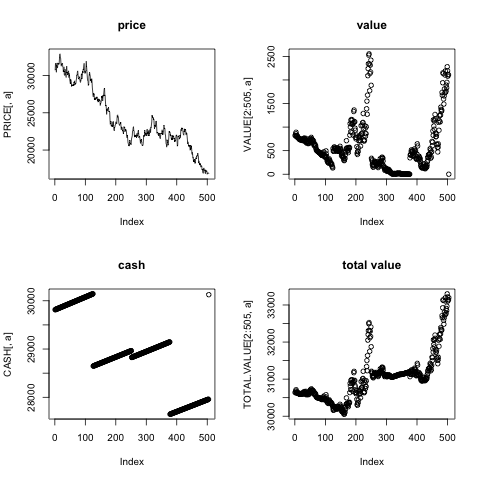 price
PRICE[, a]
20000 25000 30000
0 100 200 300 400 500
Index
value
VALUE[2:505, a]
0 500 1500 2500
0 100 200 300 400 500
Index
cash
CASH[, a]
28000 29000 30000
0 100 200 300 400 500
Index
total value
TOTAL.VALUE[2:505, a]
30000 31000 32000 33000
0 100 200 300 400 500
Index